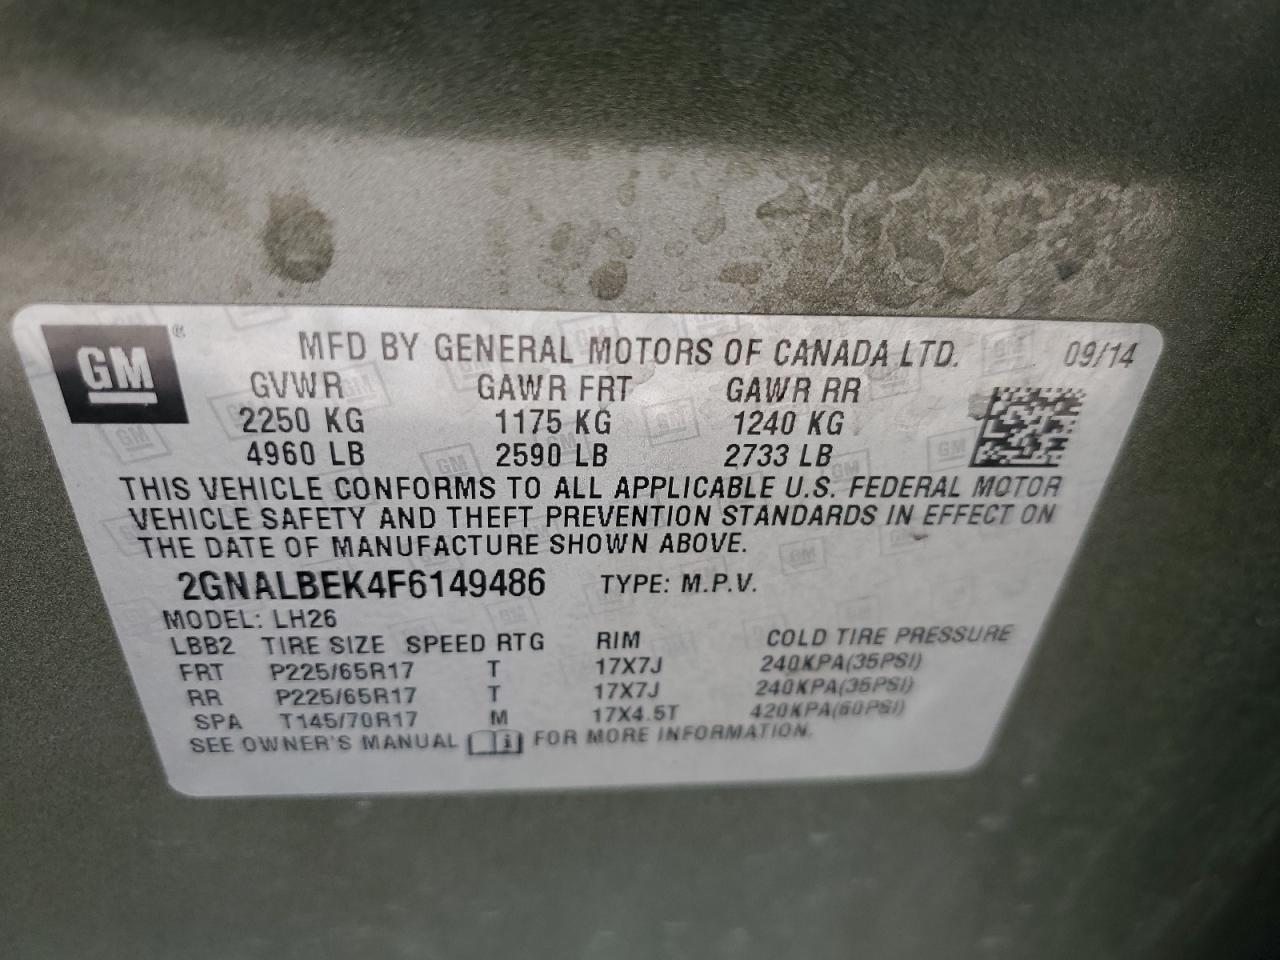 GM ®
MFD BY GENERAL MOTORS OF CANADA LTD. 09/14
GVWR GAWR FRT GAWR RR
2250 KG 1175 KG 1240 KG
4960 LB 2590 LB 2733 LB
THIS VEHICLE CONFORMS TO ALL APPLICABLE U.S. FEDERAL MOTOR
VEHICLE SAFETY AND THEFT PREVENTION STANDARDS IN EFFECT ON
THE DATE OF MANUFACTURE SHOWN ABOVE.
2GNALBEK4F6149486 TYPE: M.P.V.
MODEL: LH26
LBB2 TIRE SIZE SPEED RTG RIM COLD TIRE PRESSURE
FRT P225/65R17 T 17X7J 240KPA(35PSI)
RR P225/65R17 T 17X7J 240KPA(35PSI)
SPA T145/70R17 M 17X4.5T 420KPA(60PSI)
SEE OWNER'S MANUAL i FOR MORE INFORMATION.